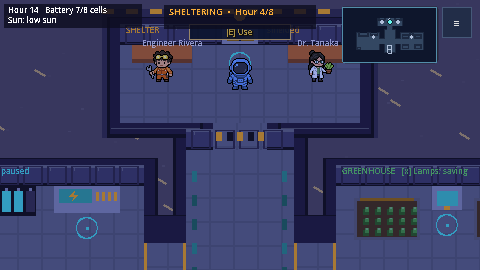 Hour 14 Battery 7/8 cells
Sun: low sun
SHELTERING • Hour 4/8
≡
SHELTER
[E] Use
Engineer Rivera
Dr. Tanaka
paused
GREENHOUSE [x] Lamps: saving